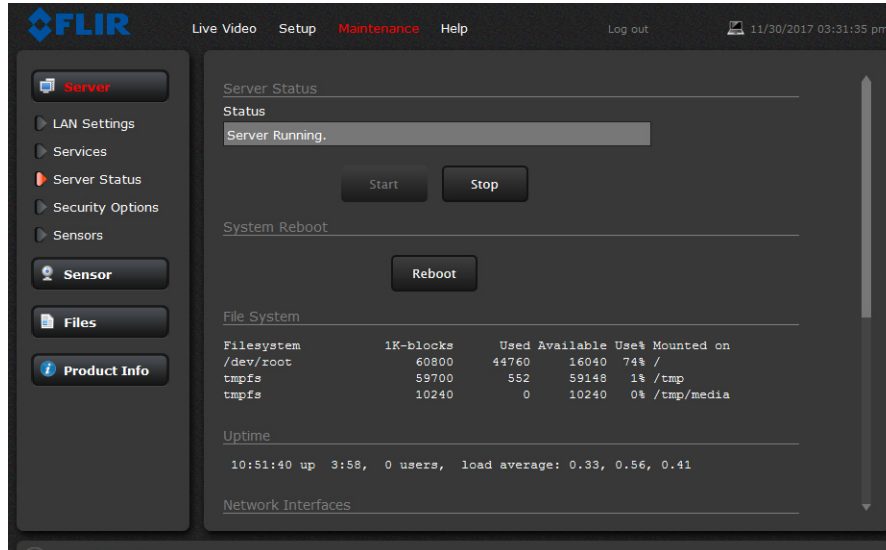 FLIR
Live Video Setup Maintenance Help Log out 11/30/2017 03:31:35 pm
Server
LAN Settings
Services
Server Status
Security Options
Sensors
Sensor
Files
Product Info
Server Status
Status
Server Running.
Start Stop
System Reboot
Reboot
File System
Filesystem 1K-blocks Used Available Use% Mounted on
/dev/root 60800 44760 16040 74% /
tmpfs 59700 552 59148 1% /tmp
tmpfs 10240 0 10240 0% /tmp/media
Uptime
10:51:40 up 3:58, 0 users, load average: 0.33, 0.56, 0.41
Network Interfaces